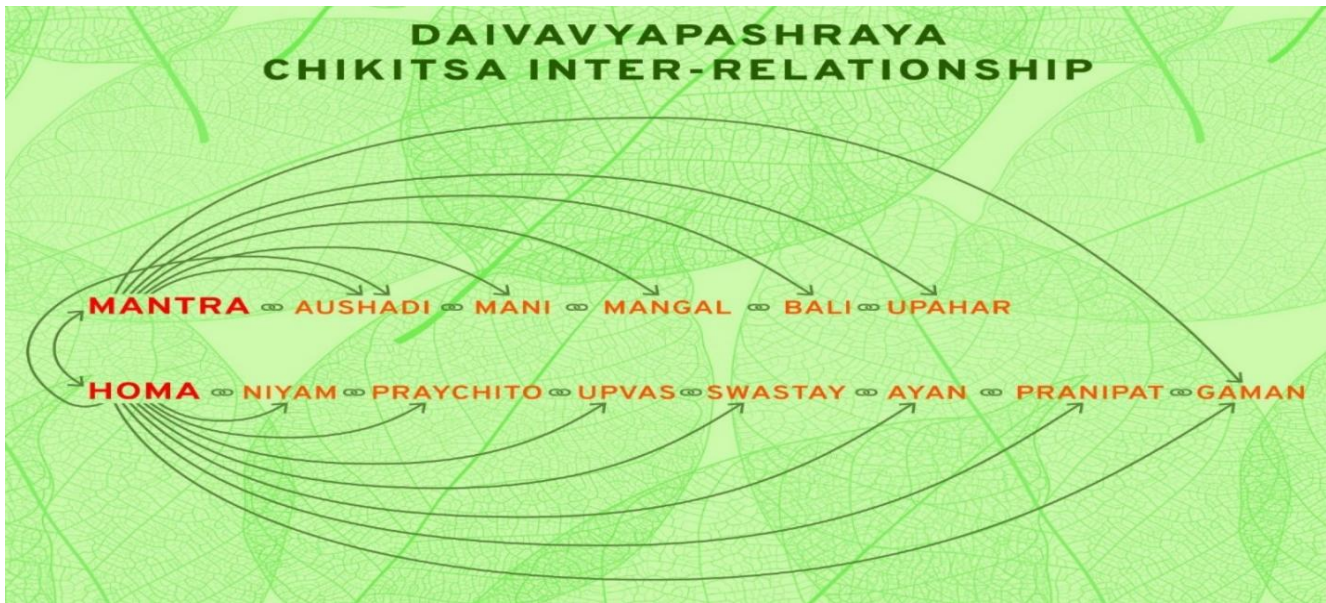 DAIVAVYAPASHRAYA
CHIKITSA INTER-RELATIONSHIP
MANTRA AUSHADI MANI MANGAL BALI UPAHAR
HOMA NIYAM PRAYCHITO UPVAS SWASTAY AYAN PRANIPAT GAMAN